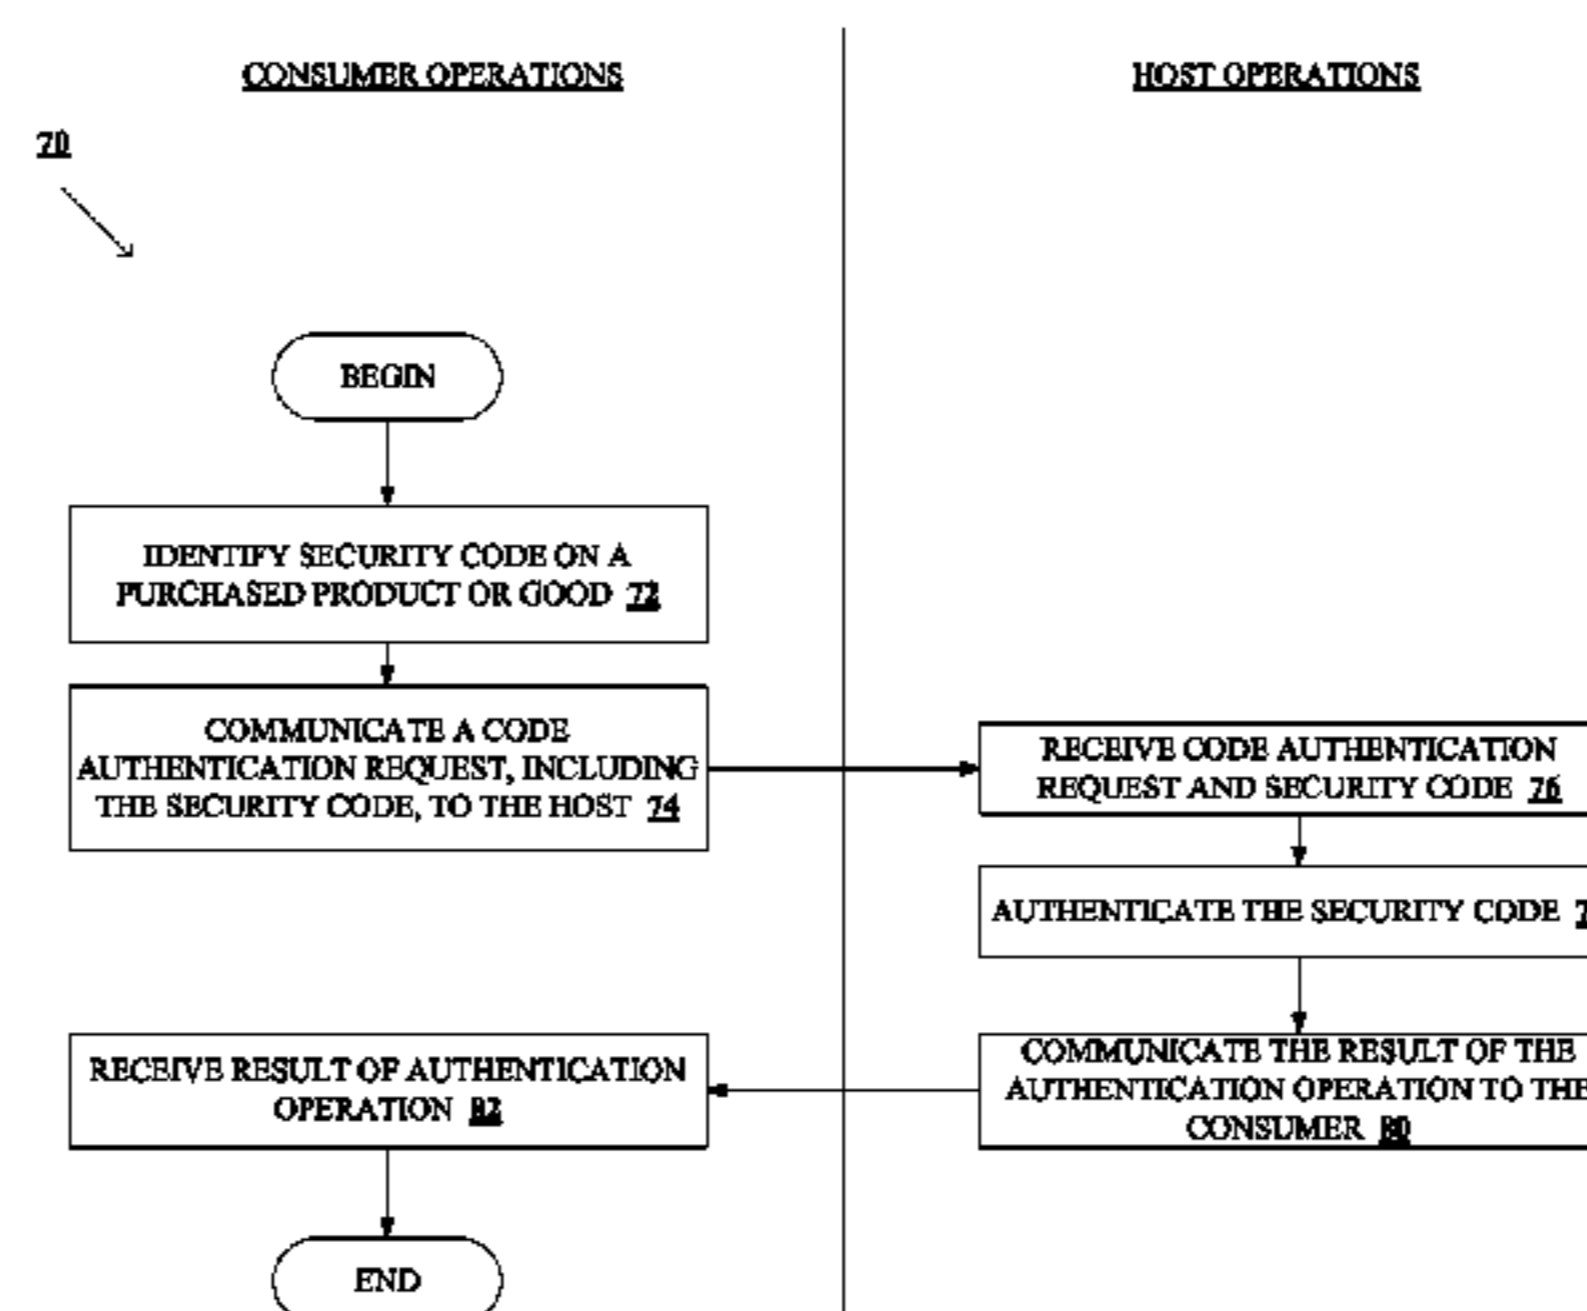 CONSUMER OPERATIONS
HOST OPERATIONS
70
BEGIN
IDENTIFY SECURITY CODE ON A
PURCHASED PRODUCT OR GOOD 72
COMMUNICATE A CODE
AUTHENTICATION REQUEST, INCLUDING
THE SECURITY CODE, TO THE HOST 74
RECEIVE CODE AUTHENTICATION
REQUEST AND SECURITY CODE 76
AUTHENTICATE THE SECURITY CODE
COMMUNICATE THE RESULT OF THE
AUTHENTICATION OPERATION TO THE
CONSUMER 80
RECEIVE RESULT OF AUTHENTICATION
OPERATION 82
END